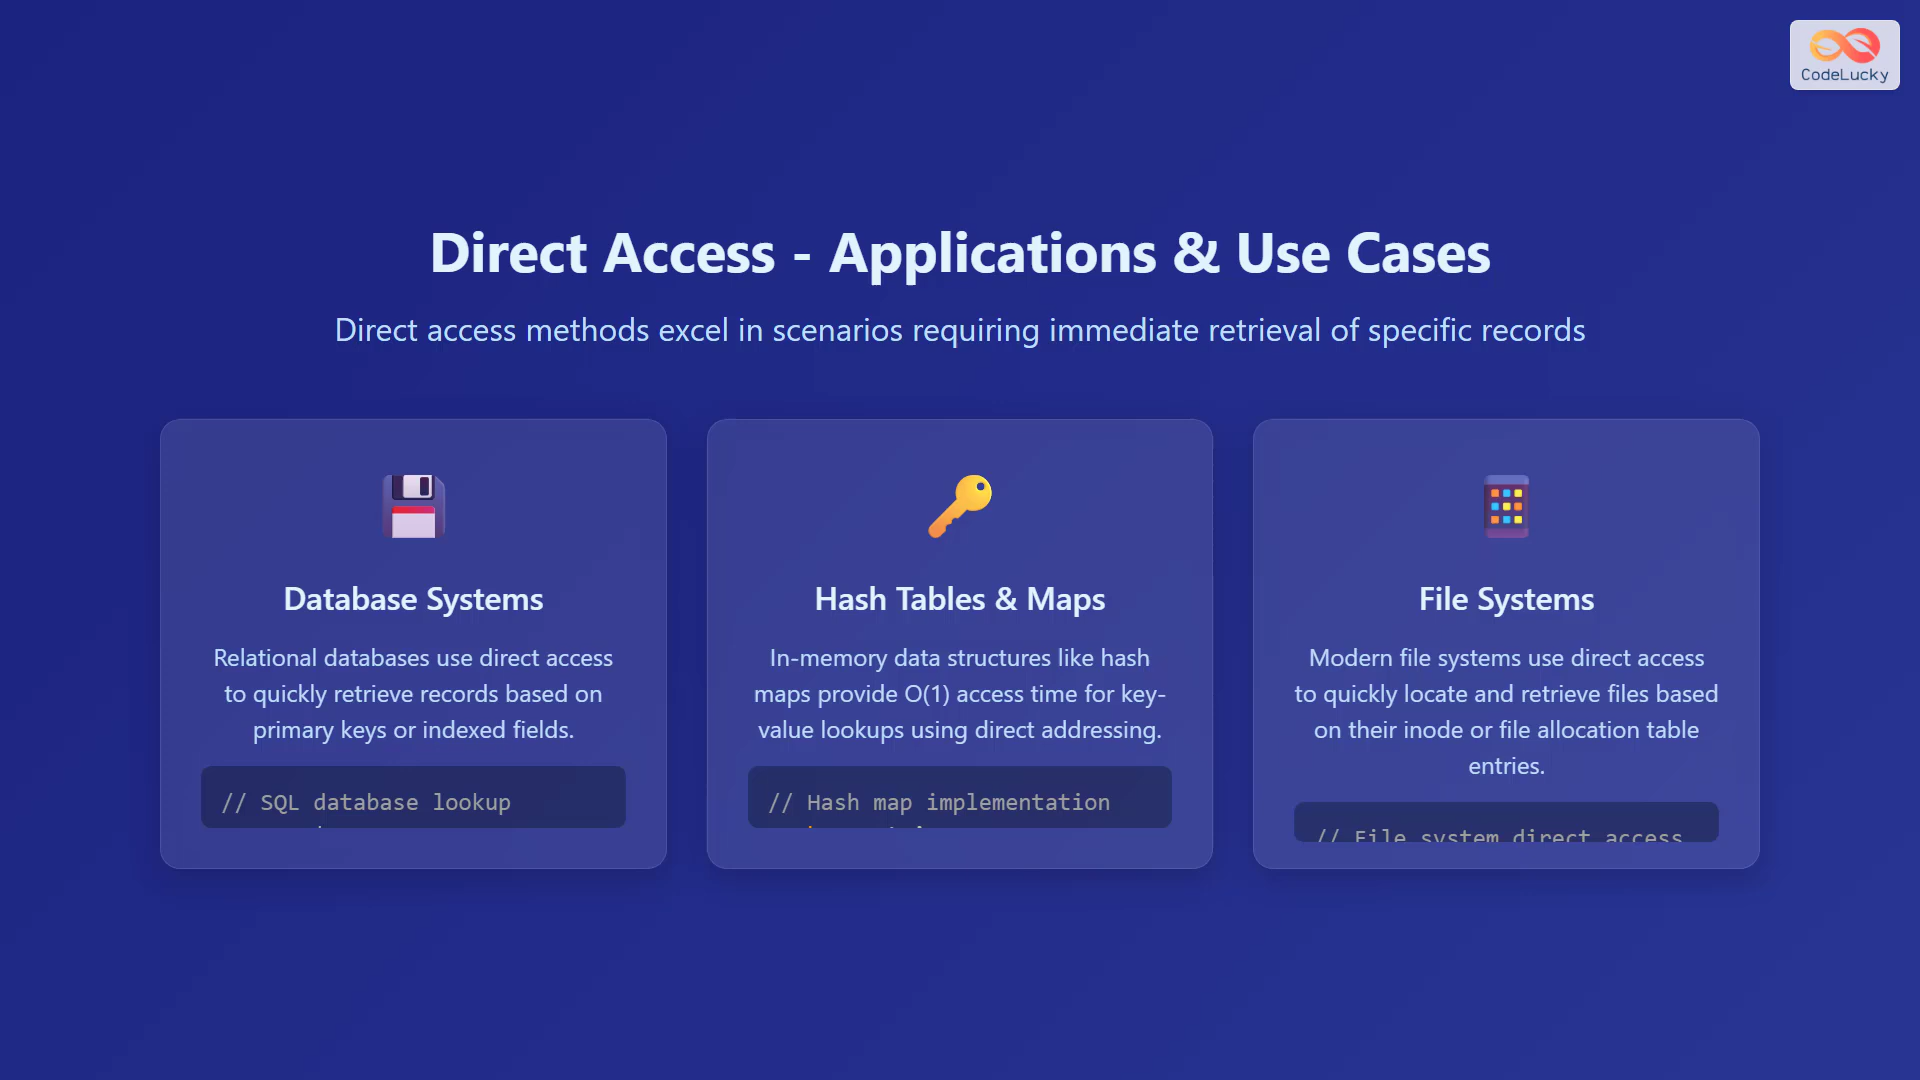 CodeLucky
Direct Access - Applications & Use Cases
Direct access methods excel in scenarios requiring immediate retrieval of specific records
Database Systems
Relational databases use direct access
to quickly retrieve records based on
primary keys or indexed fields.
// SQL database lookup
Hash Tables & Maps
In-memory data structures like hash
maps provide O(1) access time for key-
value lookups using direct addressing.
// Hash map implementation
File Systems
Modern file systems use direct access
to quickly locate and retrieve files based
on their inode or file allocation table
entries.
// File system direct access